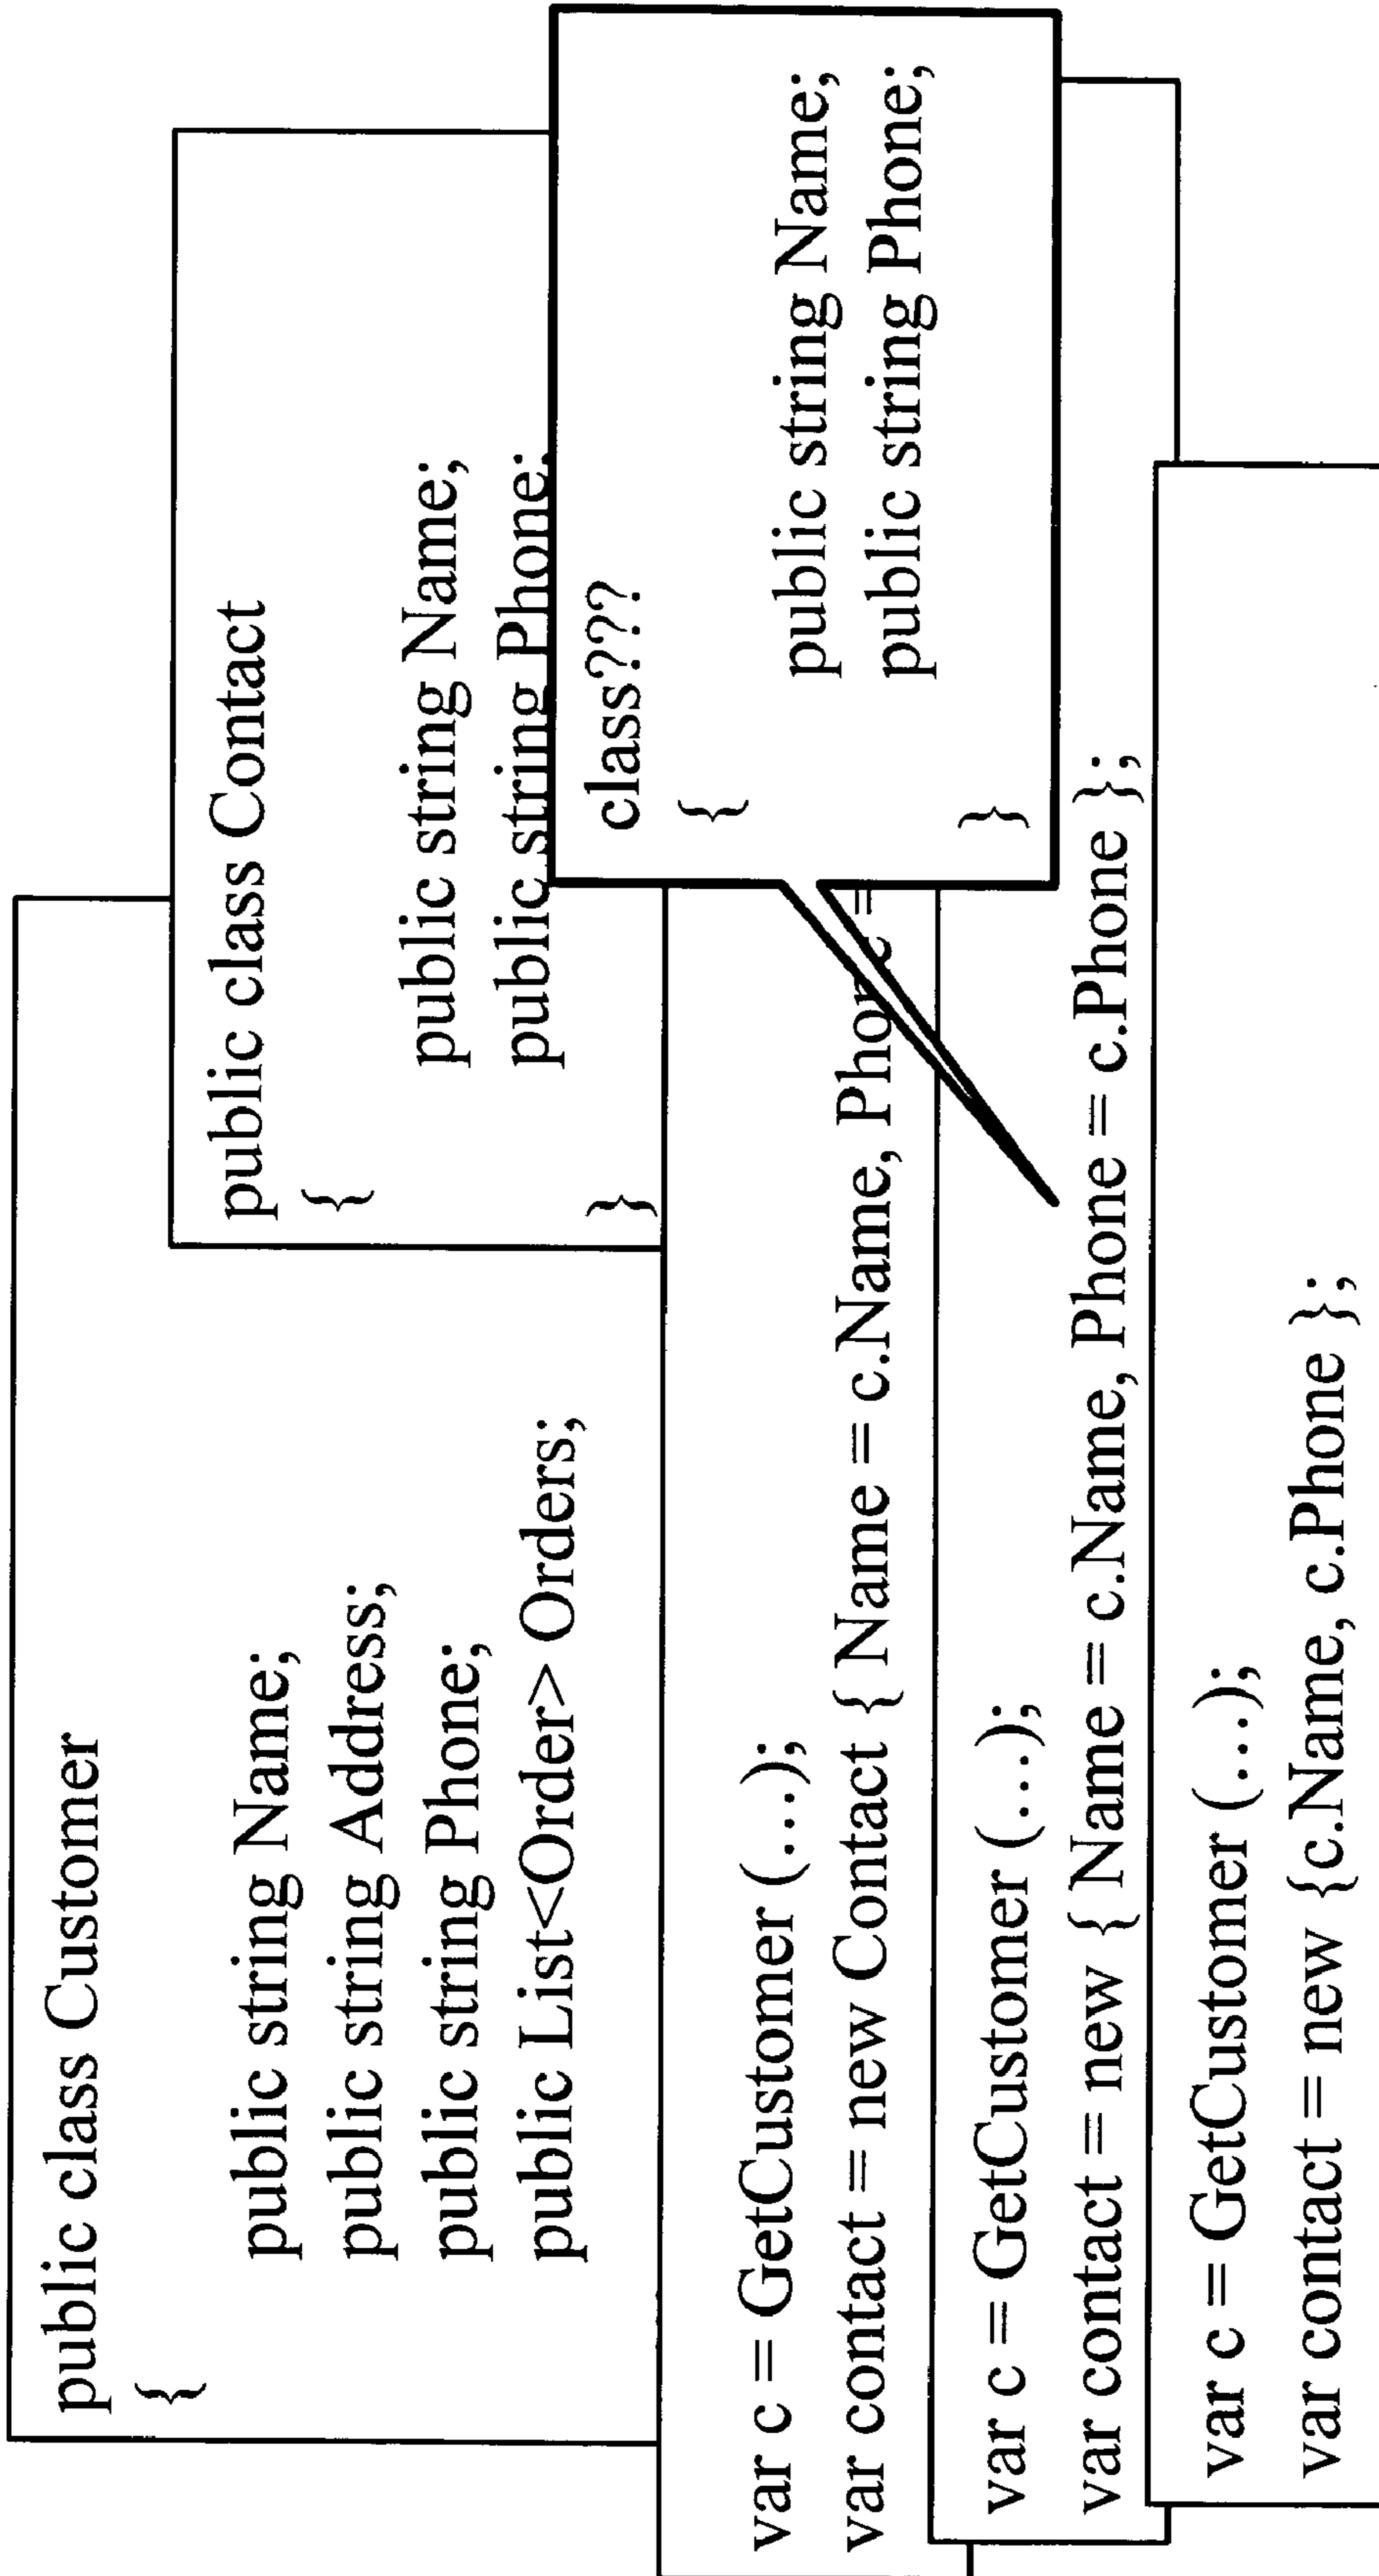 public class Customer
{
public string Name;
public string Address;
public string Phone;
public List<Order> Orders;
public class Contact
{
public string Name;
public string Phone;
}
class???
{
public string Name;
public string Phone;
}
var c = GetCustomer (...);
var contact = new Contact { Name = c.Name, Phone =
var c = GetCustomer (...);
var contact = new { Name = c.Name, Phone = c.Phone };
var c = GetCustomer (...);
var contact = new {c.Name, c.Phone };